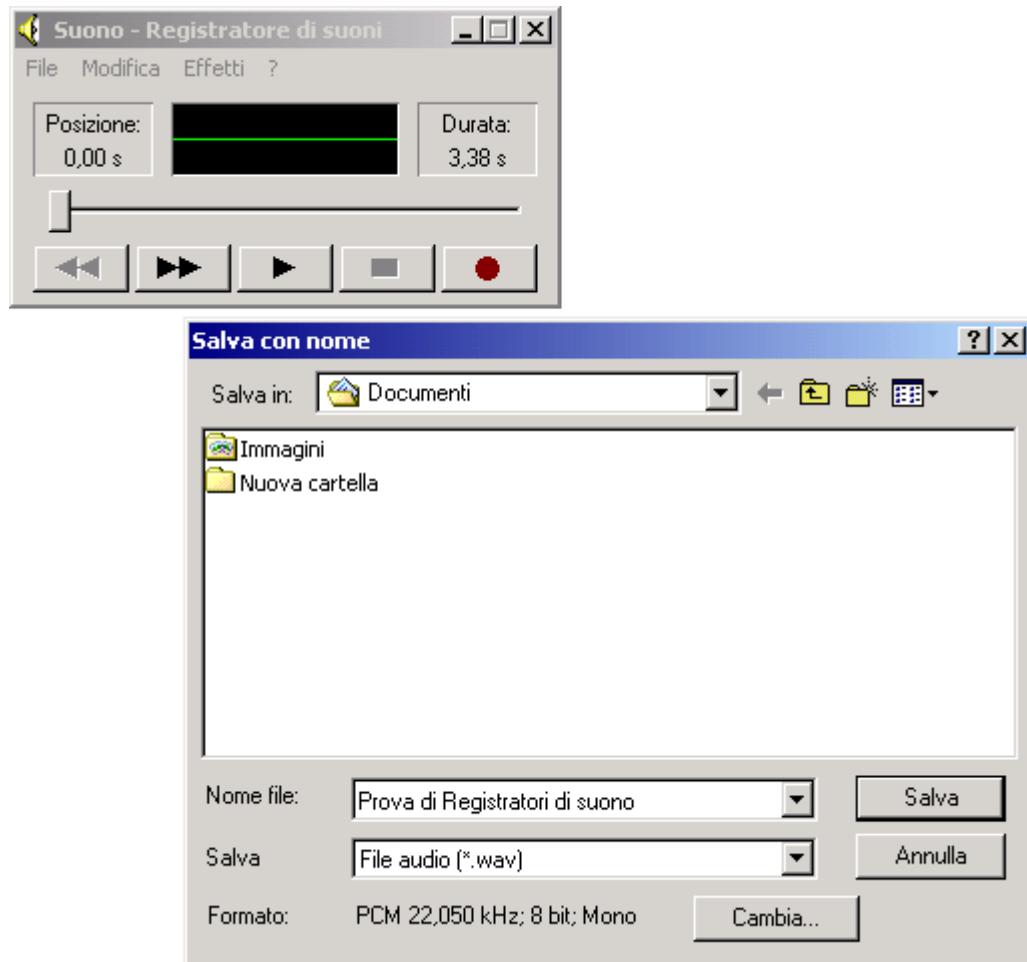 Suono - Registratore di suoni
File Modifica Effetti ?
Posizione:
0,00 s
Durata:
3,38 s
Salva con nome
Salva in: Documenti
Immagini
Nuova cartella
Nome file: Prova di Registratori di suono Salva
Salva File audio (*.wav) Annulla
Formato: PCM 22,050 kHz; 8 bit; Mono Cambia...